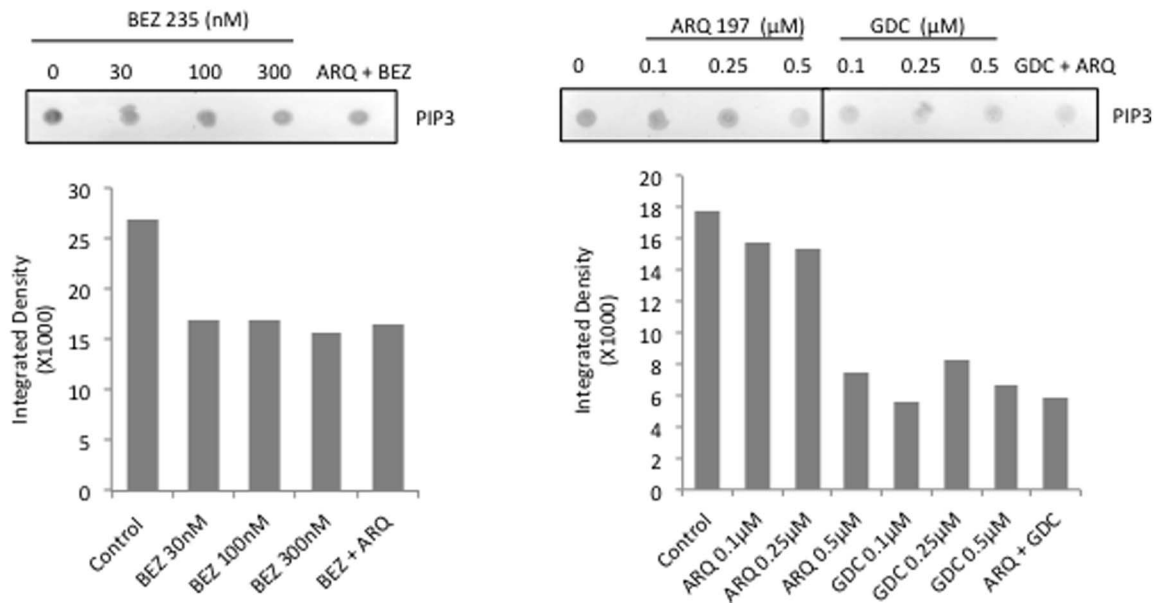 BEZ 235 (nM)
0 30 100 300 ARQ + BEZ
PIP3
30
25
20
15
10
5
0
Integrated Density
(X1000)
Control
BEZ 30nM
BEZ 100nM
BEZ 300nM
BEZ + ARQ
ARQ 197 (µM) GDC (µM)
0 0.1 0.25 0.5 0.1 0.25 0.5 GDC + ARQ
PIP3
20
18
16
14
12
10
8
6
4
2
0
Integrated Density
(X1000)
Control
ARQ 0.1µM
ARQ 0.25µM
ARQ 0.5µM
GDC 0.1µM
GDC 0.25µM
GDC 0.5µM
ARQ + GDC